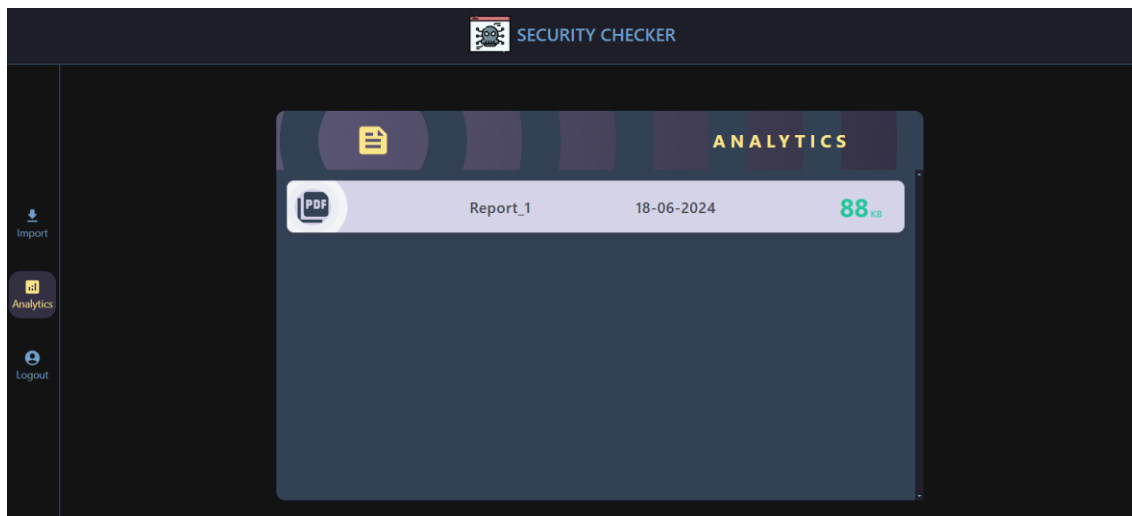 SECURITY CHECKER
ANALYTICS
PDF Report_1 18-06-2024 88 KB
Import
Analytics
Logout